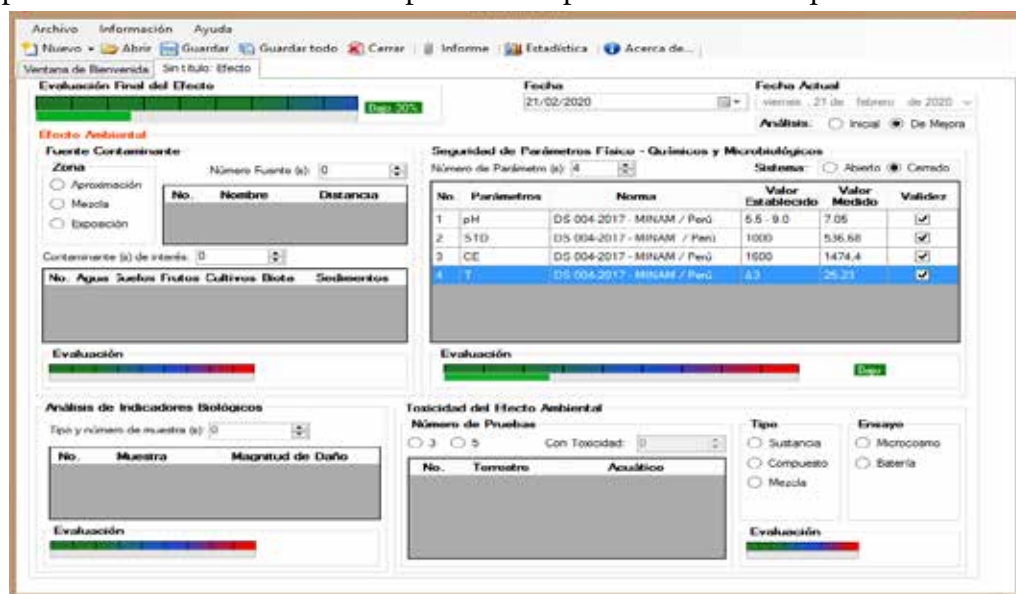 Archivo Información Ayuda
Nuevo Abrir Guardar Guardar todo Cerrar Informe Estadística Acerca de...
Ventana de Bienvenida Sin título: Efecto
Evaluación Final del Efecto
Bajo 30%
Fecha
21/02/2020
Fecha Actual
viernes , 21 de febrero de 2020
Análisis: Inicial De Mejora
Efecto Ambiental
Fuente Contaminante
Zona
Aproximación
Mezcla
Exposición
Número Fuente (s): 0
No. Nombre Distancia
Contaminante (s) de interés: 0
No. Agua Suelos Frutos Cultivos Biota Sedimentos
Evaluación
Seguridad de Parámetros Físico - Químicos y Microbiológicos
Número de Parámetro (s): 4
Sistema: Abierto Cerrado
No. Parámetros Norma Valor Establecido Valor Medido Validez
1 pH DS 004-2017 - MINAM / Perú 6.5 - 9.0 7.05
2 STD DS 004-2017 - MINAM / Perú 1000 536,68
3 CE DS 004-2017 - MINAM / Perú 1600 1474,4
4 T DS 004-2017 - MINAM / Perú Δ3 25.23
Evaluación
Bajo
Análisis de Indicadores Biológicos
Tipo y número de muestra (s): 0
No. Muestra Magnitud de Daño
Evaluación
Toxicidad del Efecto Ambiental
Número de Pruebas
3 5 Con Toxicidad: 0
No. Terrestre Acuático
Tipo
Sustancia
Compuesto
Mezcla
Ensayo
Microcosmo
Batería
Evaluación